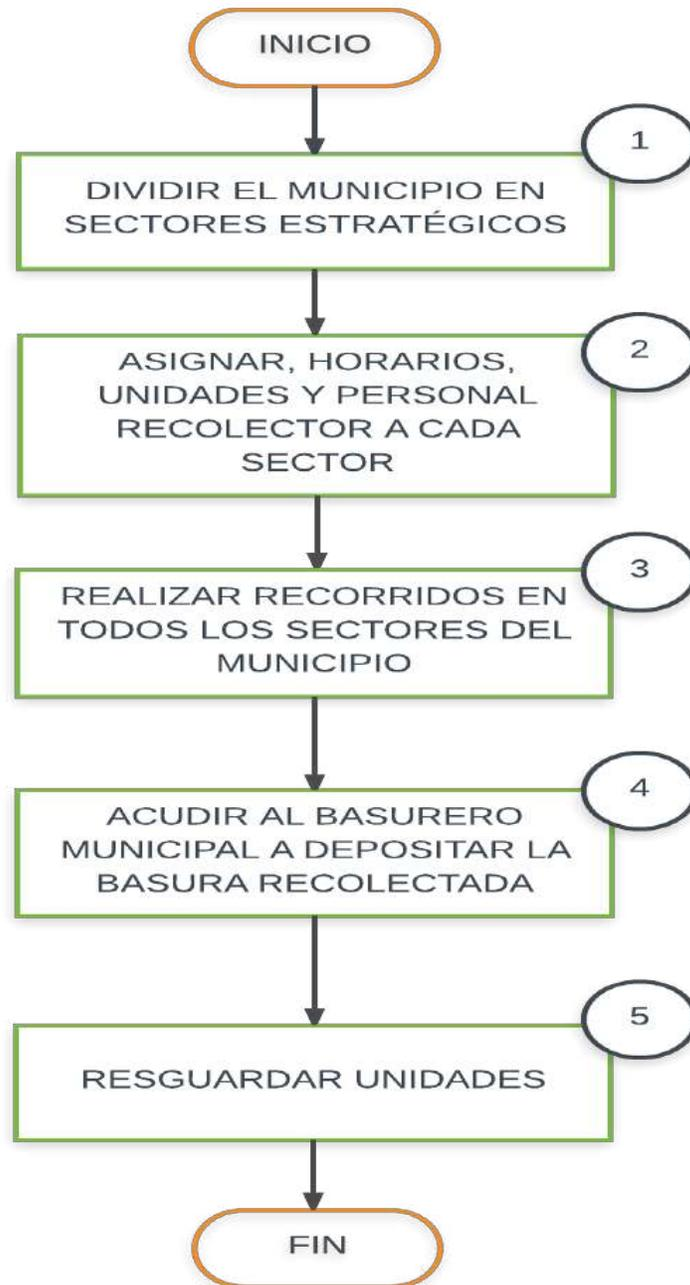 INICIO
1
DIVIDIR EL MUNICIPIO EN
SECTORES ESTRATÉGICOS
2
ASIGNAR, HORARIOS,
UNIDADES Y PERSONAL
RECOLECTOR A CADA
SECTOR
3
REALIZAR RECORRIDOS EN
TODOS LOS SECTORES DEL
MUNICIPIO
4
ACUDIR AL BASURERO
MUNICIPAL A DEPOSITAR LA
BASURA RECOLECTADA
5
RESGUARDAR UNIDADES
FIN